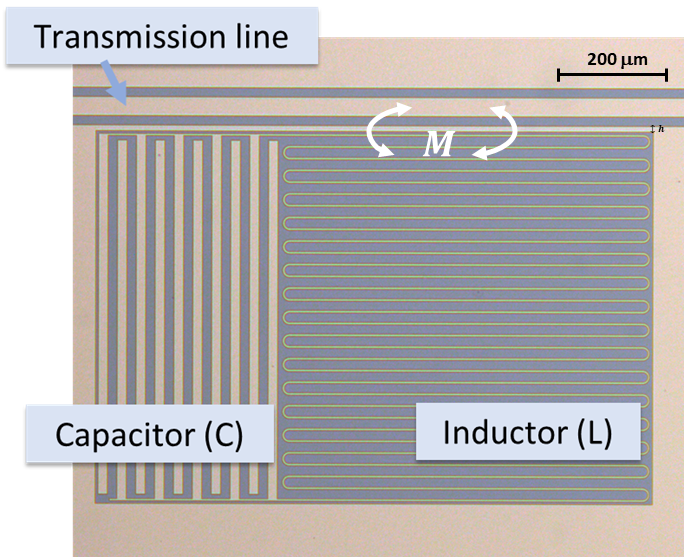 Transmission line
200 μm
h
M
Capacitor (C)
Inductor (L)